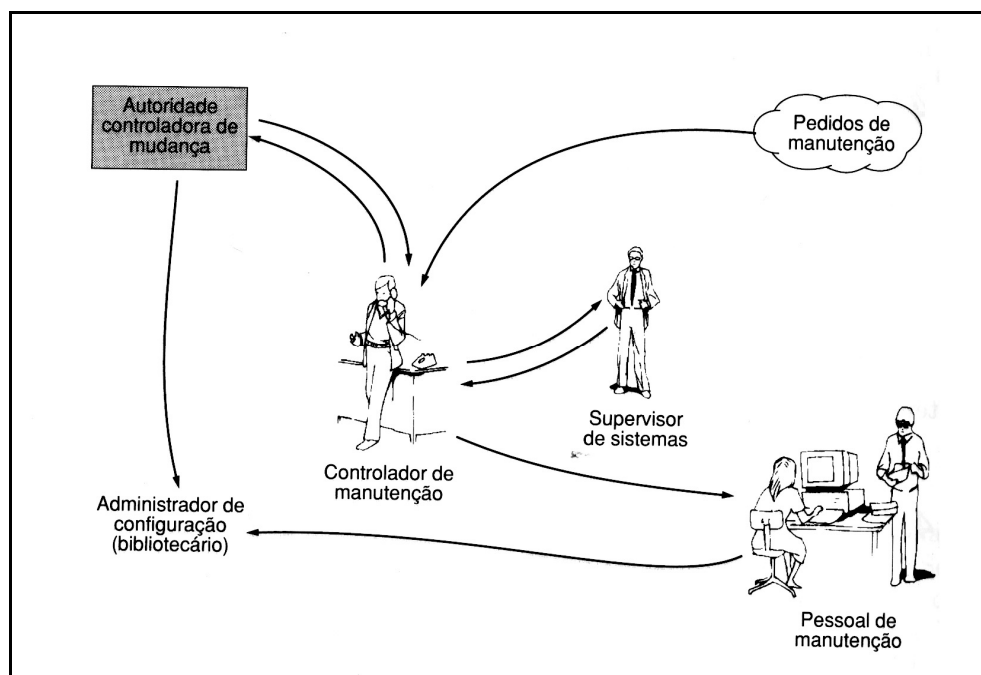 Autoridade
controladora de
mudança
Pedidos de
manutenção
Supervisor
de sistemas
Controlador de
manutenção
Administrador de
configuração
(bibliotecário)
Pessoal de
manutenção